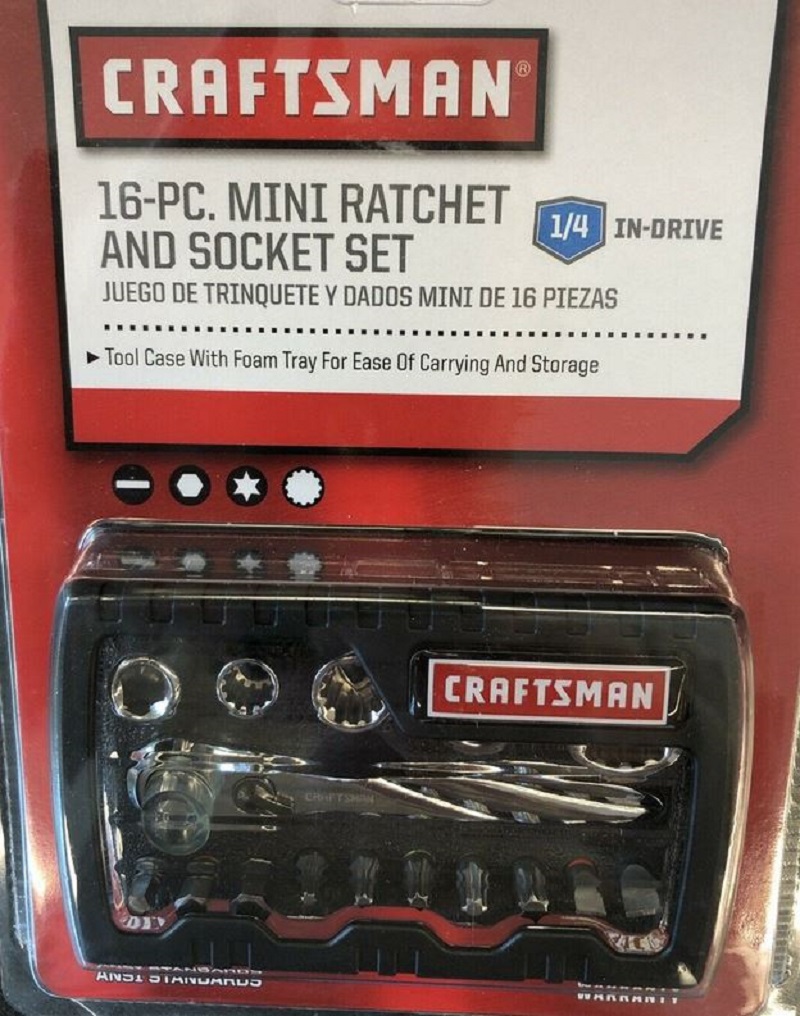 CRAFTSMAN®
16-PC. MINI RATCHET
AND SOCKET SET
1/4 IN-DRIVE
JUEGO DE TRINQUETE Y DADOS MINI DE 16 PIEZAS
▶ Tool Case With Foam Tray For Ease Of Carrying And Storage
CRAFTSMAN
CRAFTSMAN
ANSI STANDARDS
WARRANTY